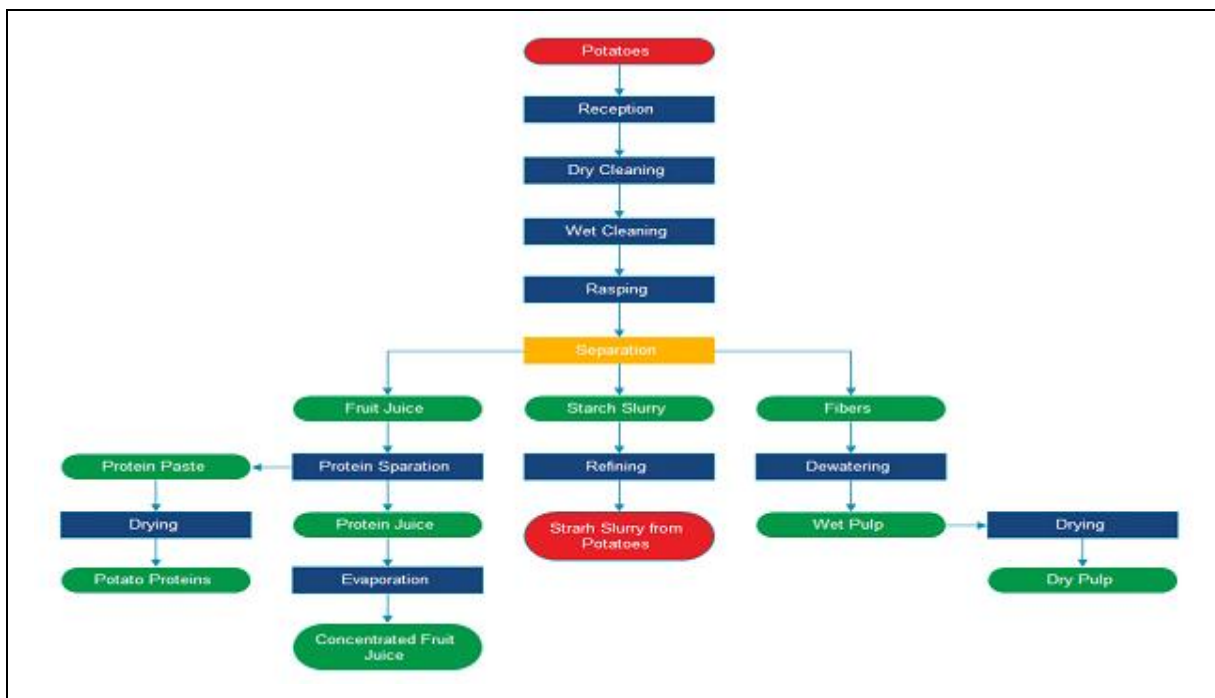 Potatoes
Reception
Dry Cleaning
Wet Cleaning
Rasping
Separation
Fruit Juice
Starch Slurry
Fibers
Protein Paste
Protein Sparation
Refining
Dewatering
Drying
Protein Juice
Strarh Slurry from
Potatoes
Wet Pulp
Drying
Potato Proteins
Evaporation
Dry Pulp
Concentrated Fruit
Juice